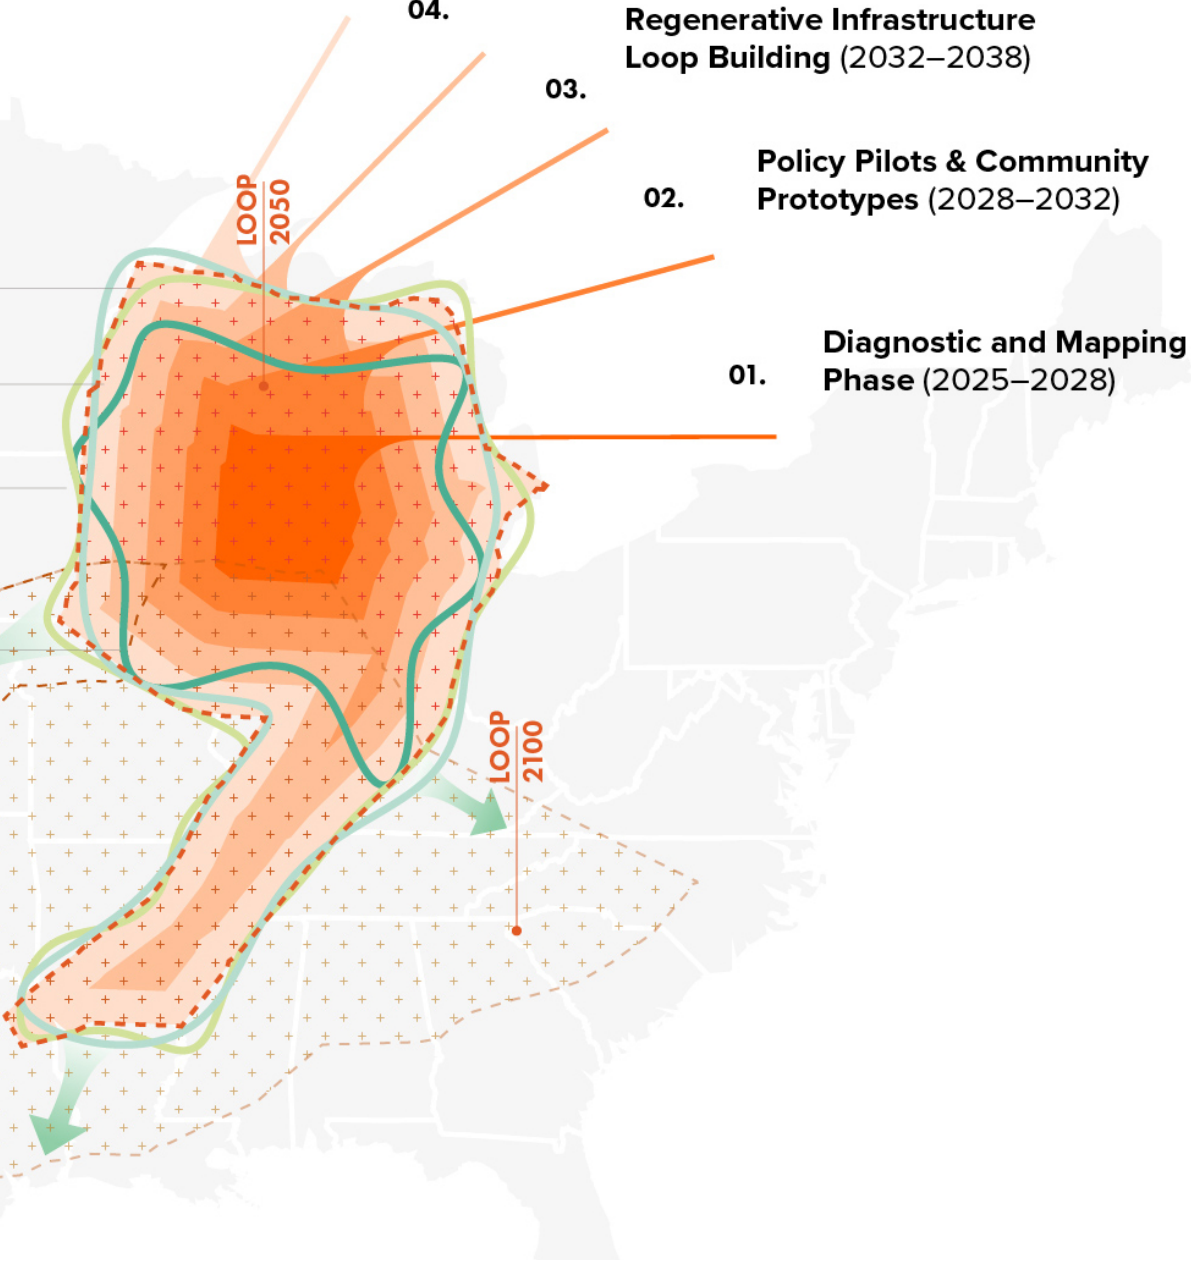 04.
Regenerative Infrastructure
Loop Building (2032–2038)
03.
Policy Pilots & Community
Prototypes (2028–2032)
02.
LOOP
2050
Diagnostic and Mapping
Phase (2025–2028)
01.
LOOP
2100